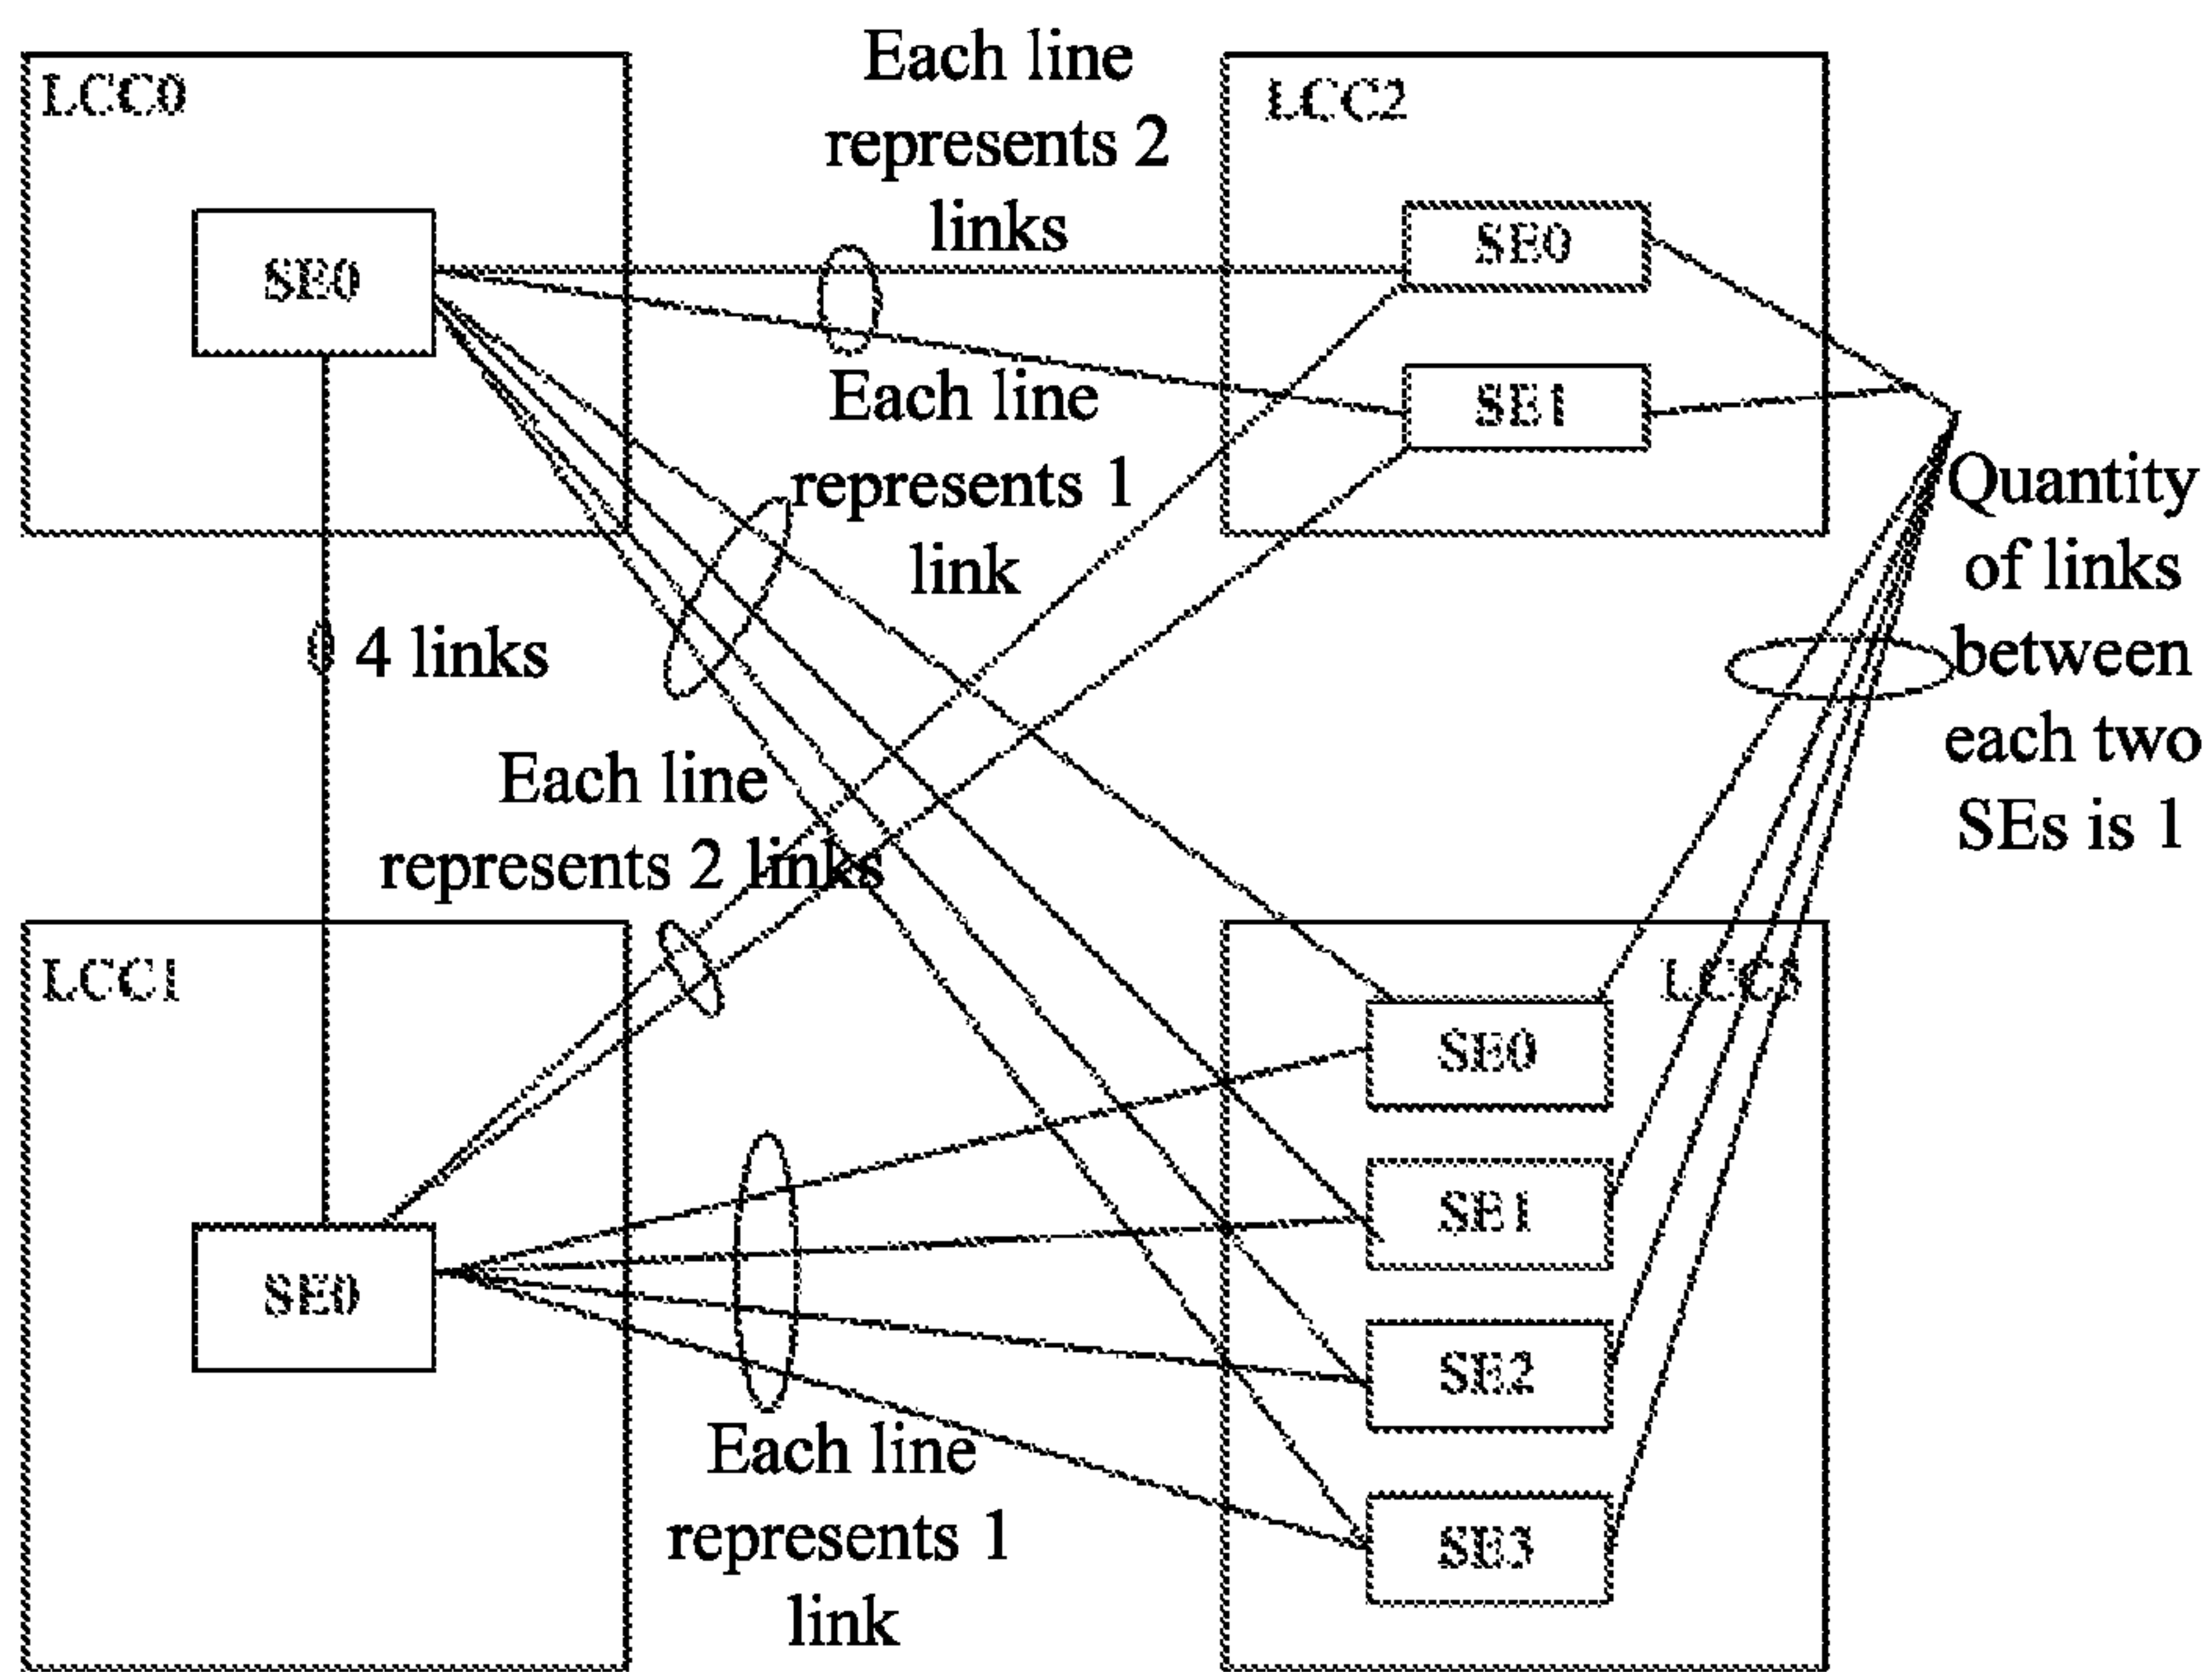 LCC0
SE0
Each line
represents 2
links
LCC2
SE0
SE1
Each line
represents 1
link
4 links
Quantity
of links
between
each two
SEs is 1
Each line
represents 2 links
LCC1
SE0
Each line
represents 1
link
LCC3
SE0
SE1
SE2
SE3